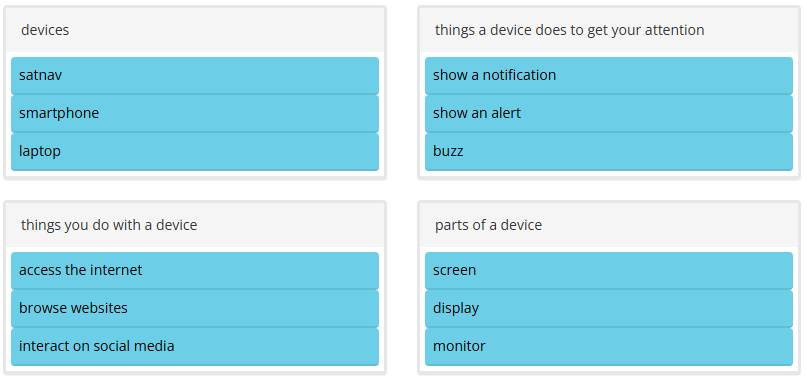 devices
satnav
smartphone
laptop
things a device does to get your attention
show a notification
show an alert
buzz
things you do with a device
access the internet
browse websites
interact on social media
parts of a device
screen
display
monitor